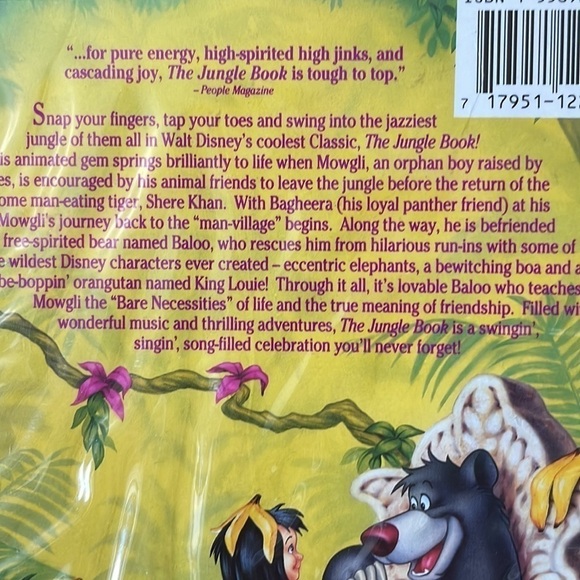 "...for pure energy, high-spirited high jinks, and
cascading joy, The Jungle Book is tough to top."
– People Magazine
7 17951-12
Snap your fingers, tap your toes and swing into the jazziest
jungle of them all in Walt Disney's coolest Classic, The Jungle Book!
is animated gem springs brilliantly to life when Mowgli, an orphan boy raised by
es, is encouraged by his animal friends to leave the jungle before the return of the
ome man-eating tiger, Shere Khan. With Bagheera (his loyal panther friend) at his
Mowgli's journey back to the "man-village" begins. Along the way, he is befriended
free-spirited bear named Baloo, who rescues him from hilarious run-ins with some of
e wildest Disney characters ever created – eccentric elephants, a bewitching boa and a
be-boppin' orangutan named King Louie! Through it all, it's lovable Baloo who teaches
Mowgli the "Bare Necessities" of life and the true meaning of friendship. Filled wi
wonderful music and thrilling adventures, The Jungle Book is a swingin',
singin', song-filled celebration you'll never forget!